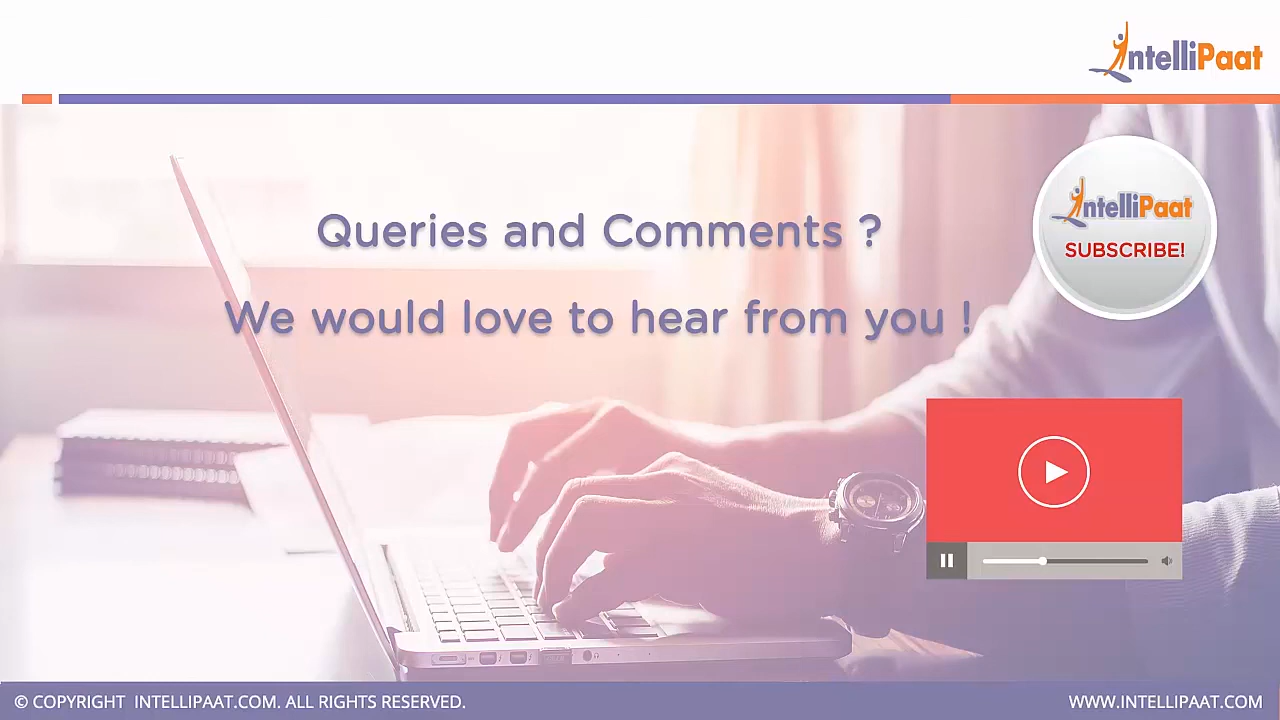 IntelliPaat
Queries and Comments ?
We would love to hear from you !
IntelliPaat
SUBSCRIBE!
© COPYRIGHT INTELLIPAAT.COM. ALL RIGHTS RESERVED.
WWW.INTELLIPAAT.COM